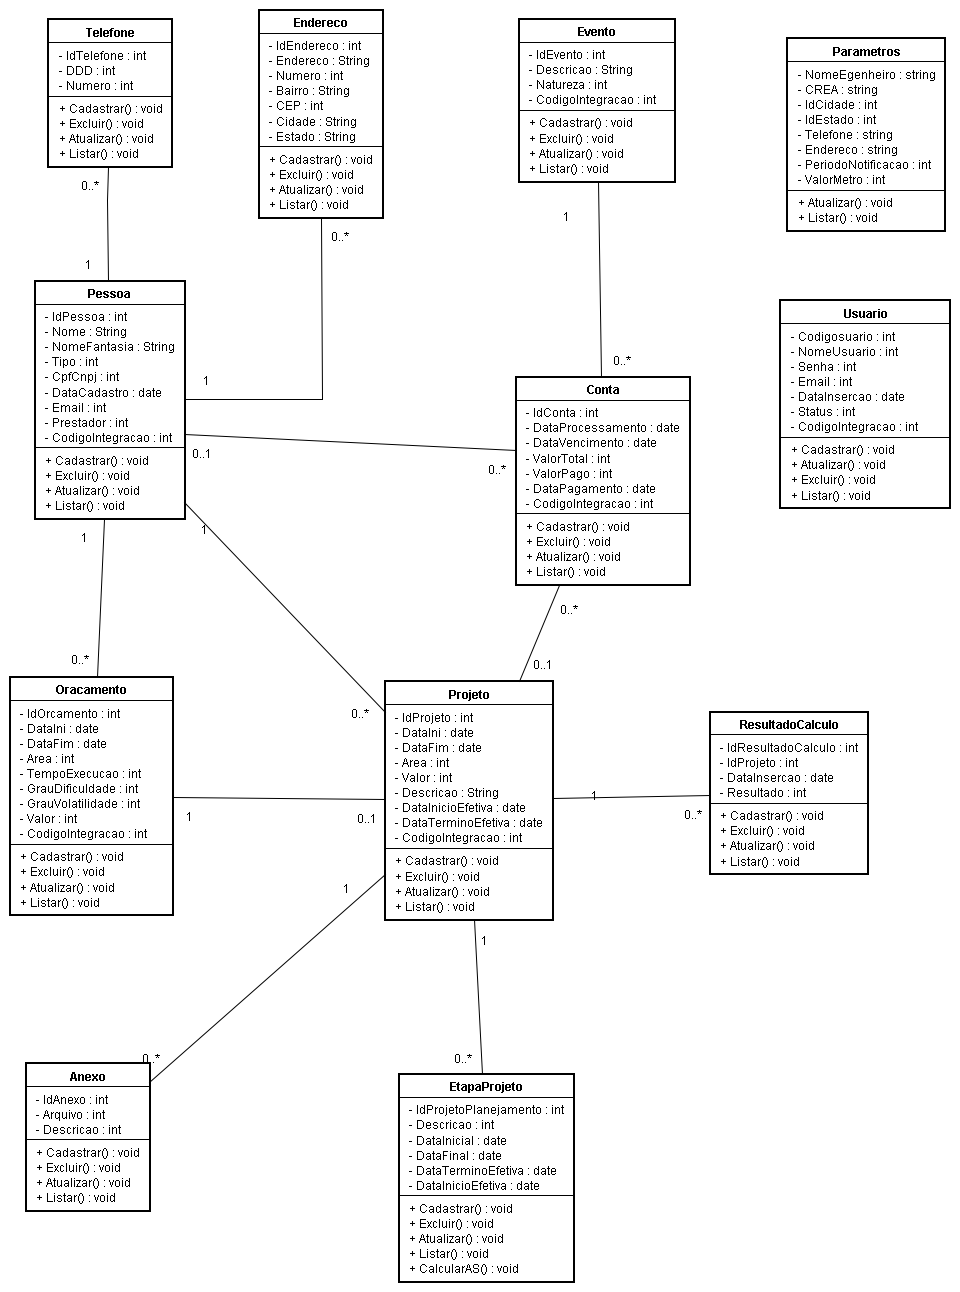 Telefone
- IdTelefone : int
- DDD : int
- Numero : int
+ Cadastrar() : void
+ Excluir() : void
+ Atualizar() : void
+ Listar() : void
0..*
1
Endereco
- IdEndereco : int
- Endereco : String
- Numero : int
- Bairro : String
- CEP : int
- Cidade : String
- Estado : String
+ Cadastrar() : void
+ Excluir() : void
+ Atualizar() : void
+ Listar() : void
0..*
1
Evento
- IdEvento : int
- Descricao : String
- Natureza : int
- CodigoIntegracao : int
+ Cadastrar() : void
+ Excluir() : void
+ Atualizar() : void
+ Listar() : void
1
0..*
Parametros
- NomeEgenheiro : string
- CREA : string
- IdCidade : int
- IdEstado : int
- Telefone : string
- Endereco : string
- PeriodoNotificacao : int
- ValorMetro : int
+ Atualizar() : void
+ Listar() : void
Pessoa
- IdPessoa : int
- Nome : String
- NomeFantasia : String
- Tipo : int
- CpfCnpj : int
- DataCadastro : date
- Email : int
- Prestador : int
- CodigoIntegracao : int
+ Cadastrar() : void
+ Excluir() : void
+ Atualizar() : void
+ Listar() : void
0..1
0..*
1
0..*
1
0..*
Usuario
- Codigosuario : int
- NomeUsuario : int
- Senha : int
- Email : int
- DataInsercao : date
- Status : int
- CodigoIntegracao : int
+ Cadastrar() : void
+ Atualizar() : void
+ Excluir() : void
+ Listar() : void
Conta
- IdConta : int
- DataProcessamento : date
- DataVencimento : date
- ValorTotal : int
- ValorPago : int
- DataPagamento : date
- CodigoIntegracao : int
+ Cadastrar() : void
+ Excluir() : void
+ Atualizar() : void
+ Listar() : void
0..*
0..1
Oracamento
- IdOrcamento : int
- DataIni : date
- DataFim : date
- Area : int
- TempoExecucao : int
- GrauDificuldade : int
- GrauVolatilidade : int
- Valor : int
- CodigoIntegracao : int
+ Cadastrar() : void
+ Excluir() : void
+ Atualizar() : void
+ Listar() : void
1
0..1
Projeto
- IdProjeto : int
- DataIni : date
- DataFim : date
- Area : int
- Valor : int
- Descricao : String
- DataInicioEfetiva : date
- DataTerminoEfetiva : date
- CodigoIntegracao : int
+ Cadastrar() : void
+ Excluir() : void
+ Atualizar() : void
+ Listar() : void
1
0..*
ResultadoCalculo
- IdResultadoCalculo : int
- IdProjeto : int
- DataInsercao : date
- Resultado : int
+ Cadastrar() : void
+ Excluir() : void
+ Atualizar() : void
+ Listar() : void
1
0..*
1
0..*
Anexo
- IdAnexo : int
- Arquivo : int
- Descricao : int
+ Cadastrar() : void
+ Excluir() : void
+ Atualizar() : void
+ Listar() : void
EtapaProjeto
- IdProjetoPlanejamento : int
- Descricao : int
- DataInicial : date
- DataFinal : date
- DataTerminoEfetiva : date
- DataInicioEfetiva : date
+ Cadastrar() : void
+ Excluir() : void
+ Atualizar() : void
+ Listar() : void
+ CalcularAS() : void